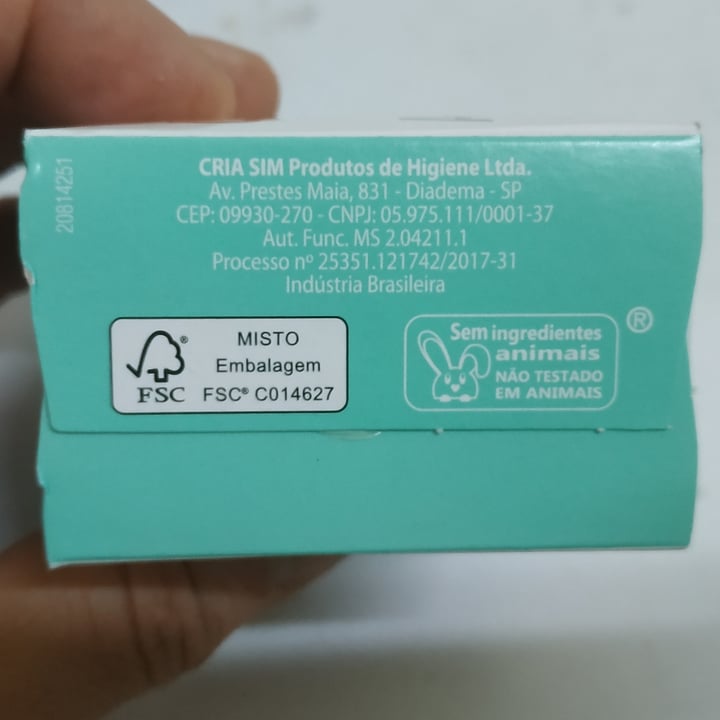 20814251
CRIA SIM Produtos de Higiene Ltda.
Av. Prestes Maia, 831 - Diadema - SP
CEP: 09930-270 - CNPJ: 05.975.111/0001-37
Aut. Func. MS 2.04211.1
Processo nº 25351.121742/2017-31
Indústria Brasileira
®
FSC
MISTO
Embalagem
FSC® C014627
Sem ingredientes
animais
NÃO TESTADO
EM ANIMAIS
®